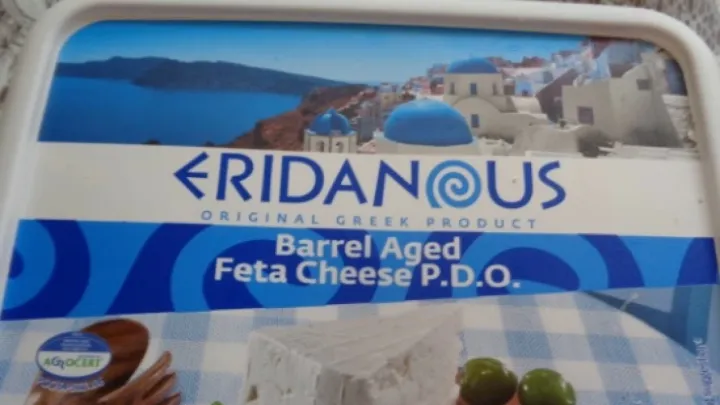 ERIDANOUS
ORIGINAL GREEK PRODUCT
Barrel Aged
Feta Cheese P.D.O.
AGROCERT